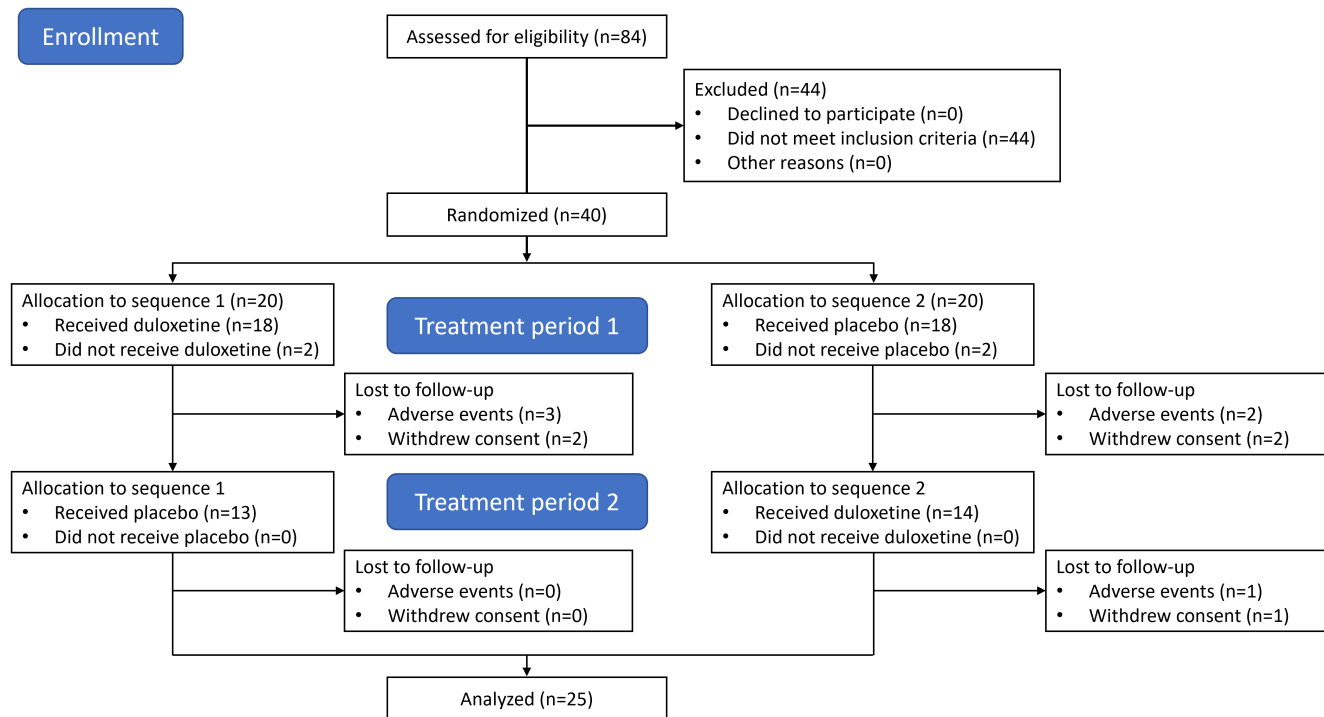 Enrollment
Assessed for eligibility (n=84)
Excluded (n=44)
• Declined to participate (n=0)
• Did not meet inclusion criteria (n=44)
• Other reasons (n=0)
Randomized (n=40)
Allocation to sequence 1 (n=20)
• Received duloxetine (n=18)
• Did not receive duloxetine (n=2)
Treatment period 1
Allocation to sequence 2 (n=20)
• Received placebo (n=18)
• Did not receive placebo (n=2)
Lost to follow-up
• Adverse events (n=3)
• Withdrew consent (n=2)
Lost to follow-up
• Adverse events (n=2)
• Withdrew consent (n=2)
Allocation to sequence 1
• Received placebo (n=13)
• Did not receive placebo (n=0)
Treatment period 2
Allocation to sequence 2
• Received duloxetine (n=14)
• Did not receive duloxetine (n=0)
Lost to follow-up
• Adverse events (n=0)
• Withdrew consent (n=0)
Lost to follow-up
• Adverse events (n=1)
• Withdrew consent (n=1)
Analyzed (n=25)